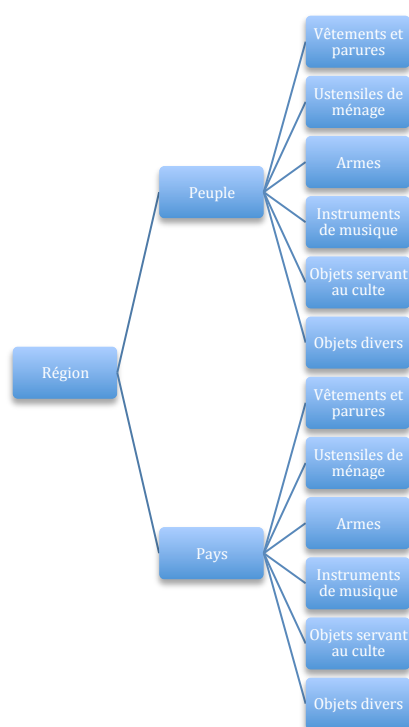 Région
Peuple
Vêtements et
parures
Ustensiles de
ménage
Armes
Instruments
de musique
Objets servant
au culte
Objets divers
Pays
Vêtements et
parures
Ustensiles de
ménage
Armes
Instruments
de musique
Objets servant
au culte
Objets divers